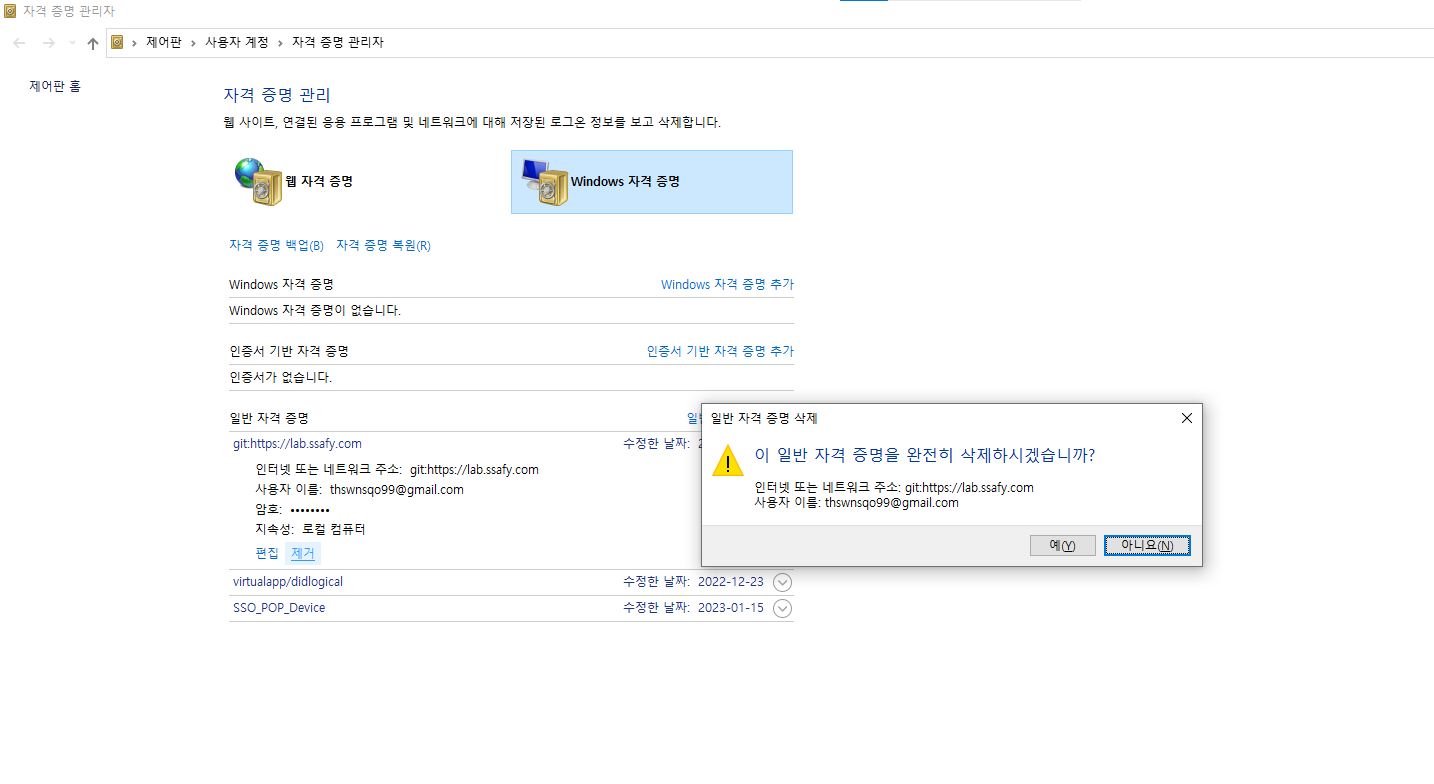 자격 증명 관리자
제어판 › 사용자 계정 › 자격 증명 관리자
제어판 홈
자격 증명 관리
웹 사이트, 연결된 응용 프로그램 및 네트워크에 대해 저장된 로그온 정보를 보고 삭제합니다.
웹 자격 증명
Windows 자격 증명
자격 증명 백업(B) 자격 증명 복원(R)
Windows 자격 증명 Windows 자격 증명 추가
Windows 자격 증명이 없습니다.
인증서 기반 자격 증명 인증서 기반 자격 증명 추가
인증서가 없습니다.
일반 자격 증명
git:https://lab.ssafy.com 수정한 날짜:
인터넷 또는 네트워크 주소: git:https://lab.ssafy.com
사용자 이름: thswnsqo99@gmail.com
암호: ••••••••
지속성: 로컬 컴퓨터
편집 제거
virtualapp/didlogical 수정한 날짜: 2022-12-23
SSO_POP_Device 수정한 날짜: 2023-01-15
일반 자격 증명 삭제
이 일반 자격 증명을 완전히 삭제하시겠습니까?
인터넷 또는 네트워크 주소: git:https://lab.ssafy.com
사용자 이름: thswnsqo99@gmail.com
예(Y) 아니요(N)